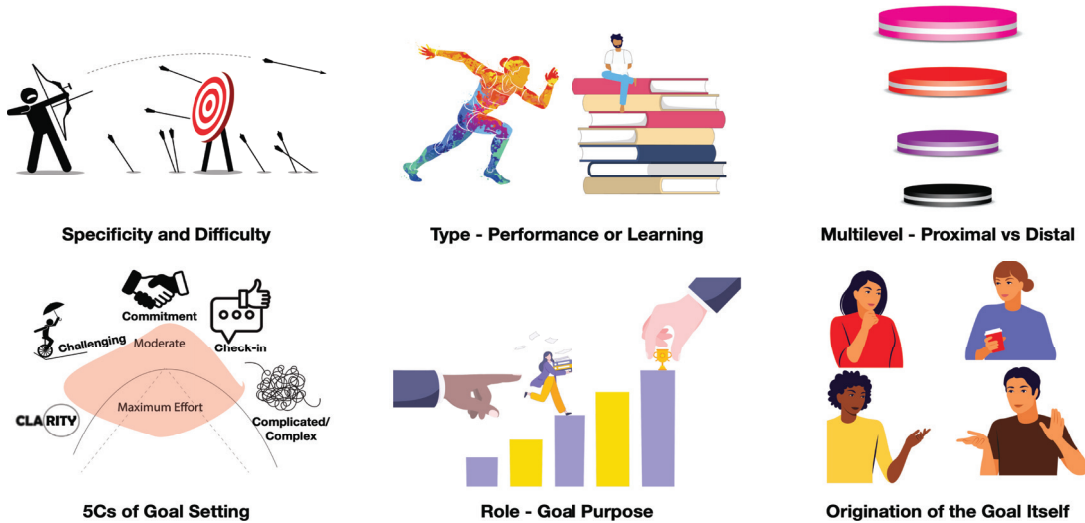 Specificity and Difficulty
Type - Performance or Learning
Multilevel - Proximal vs Distal
Commitment
Challenging
Moderate
Check-in
Maximum Effort
CLARITY
Complicated/
Complex
5Cs of Goal Setting
Role - Goal Purpose
Origination of the Goal Itself